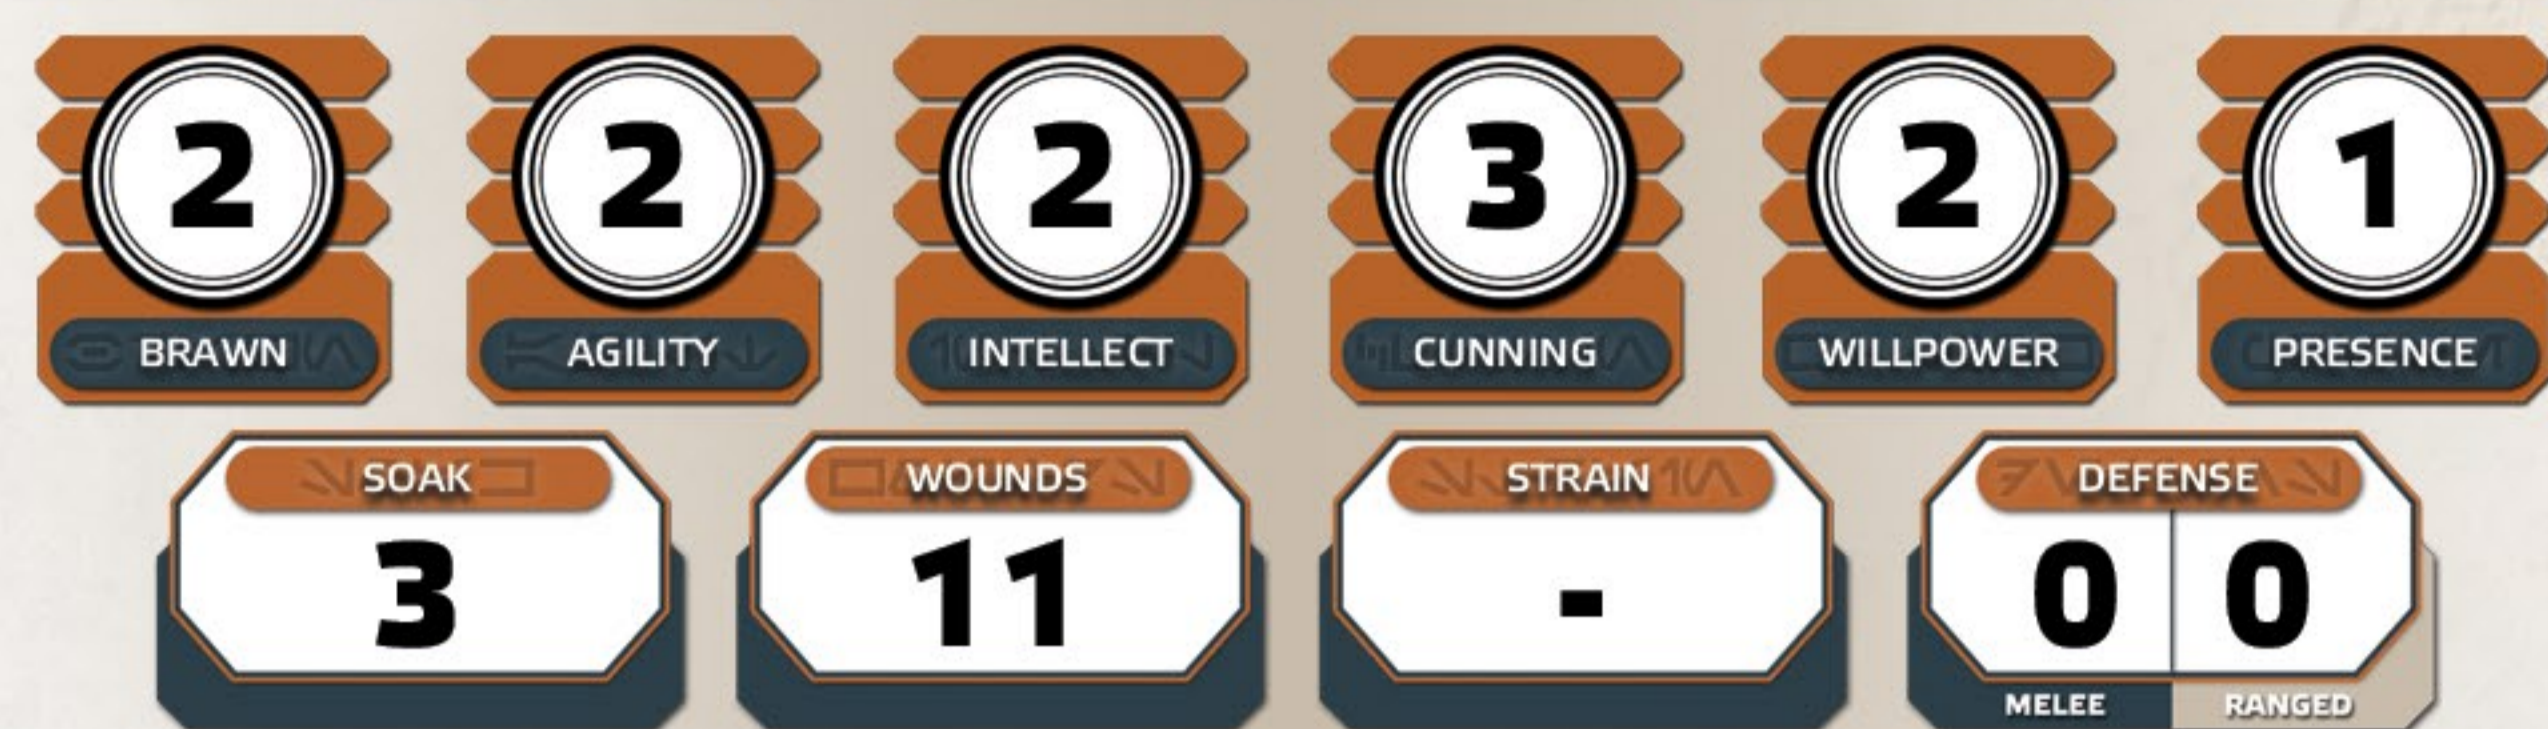 2 2 2 3 2 1
BRAWN AGILITY INTELLECT CUNNING WILLPOWER PRESENCE
SOAK WOUNDS STRAIN DEFENSE
3 11 - 0 0
MELEE RANGED